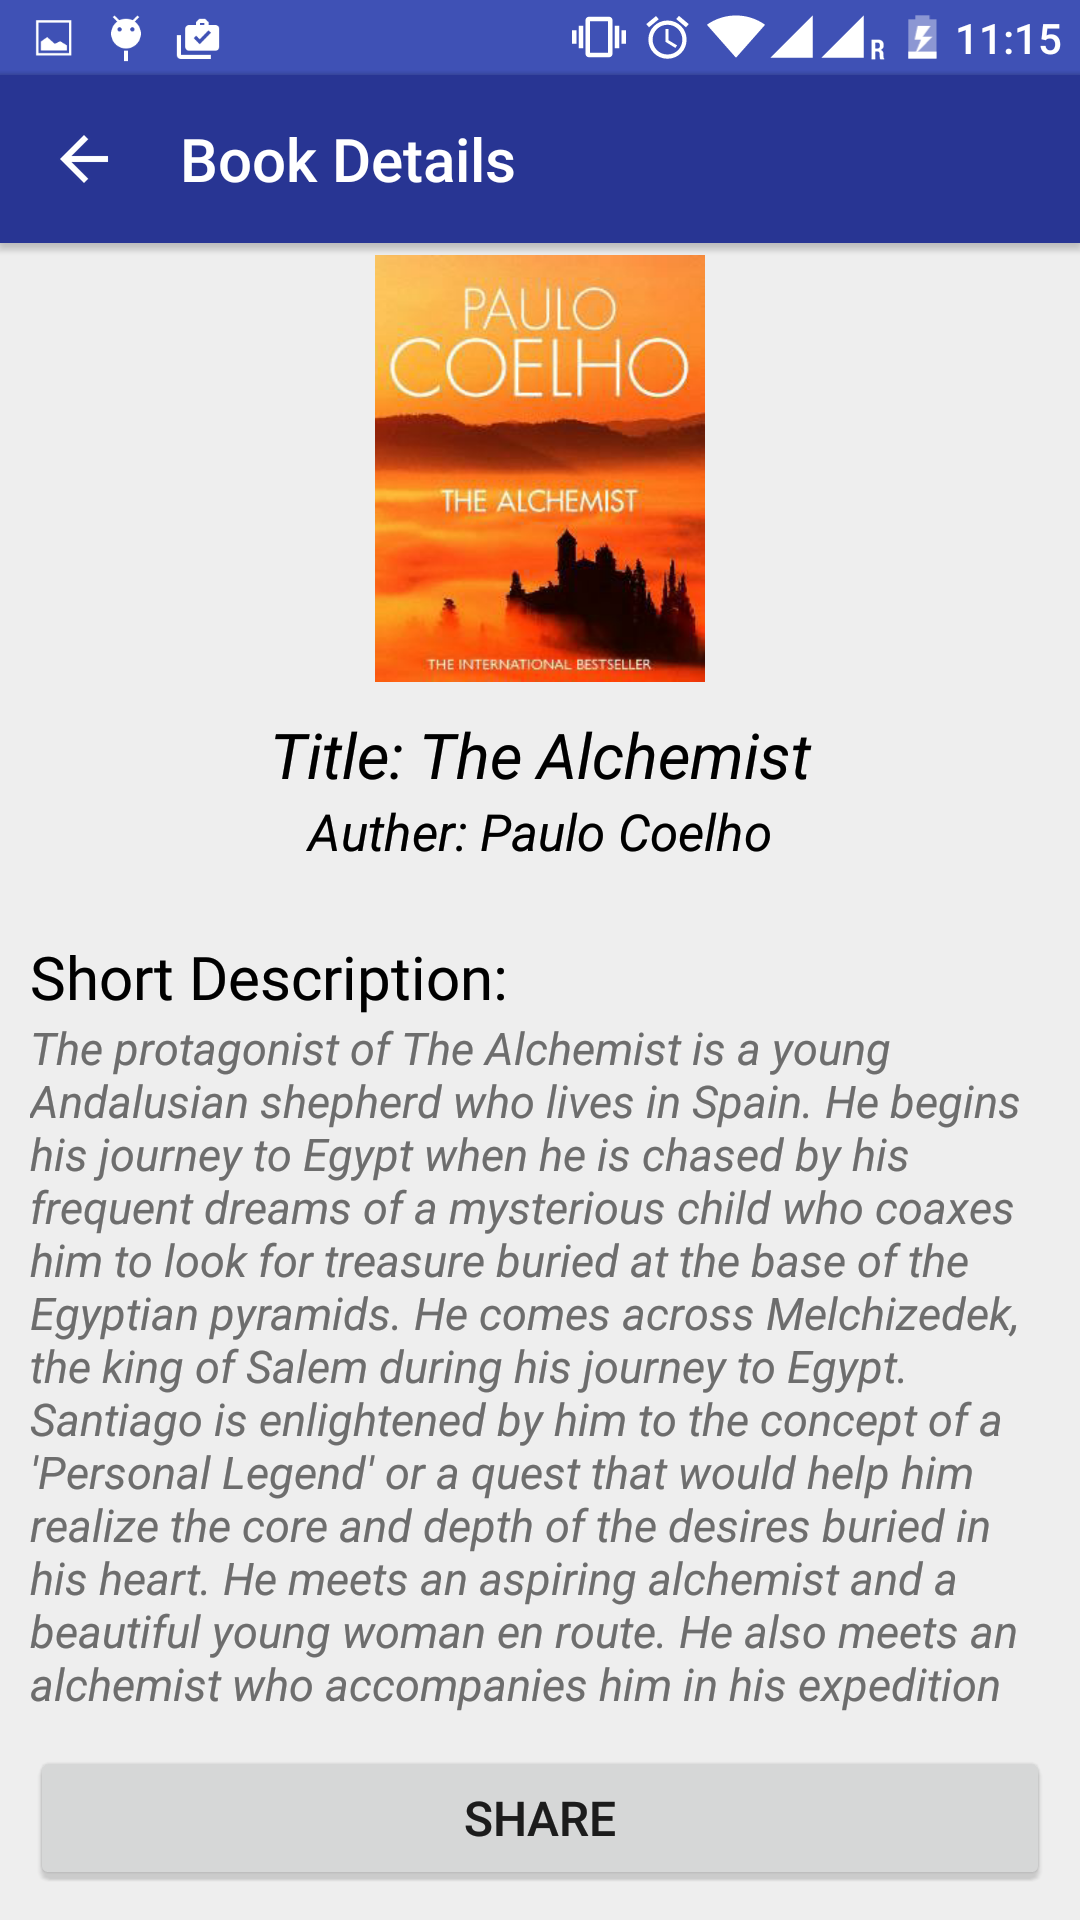 R 11:15
Book Details
PAULO
COELHO
THE ALCHEMIST
THE INTERNATIONAL BESTSELLER
Title: The Alchemist
Auther: Paulo Coelho
Short Description:
The protagonist of The Alchemist is a young
Andalusian shepherd who lives in Spain. He begins
his journey to Egypt when he is chased by his
frequent dreams of a mysterious child who coaxes
him to look for treasure buried at the base of the
Egyptian pyramids. He comes across Melchizedek,
the king of Salem during his journey to Egypt.
Santiago is enlightened by him to the concept of a
'Personal Legend' or a quest that would help him
realize the core and depth of the desires buried in
his heart. He meets an aspiring alchemist and a
beautiful young woman en route. He also meets an
alchemist who accompanies him in his expedition
SHARE